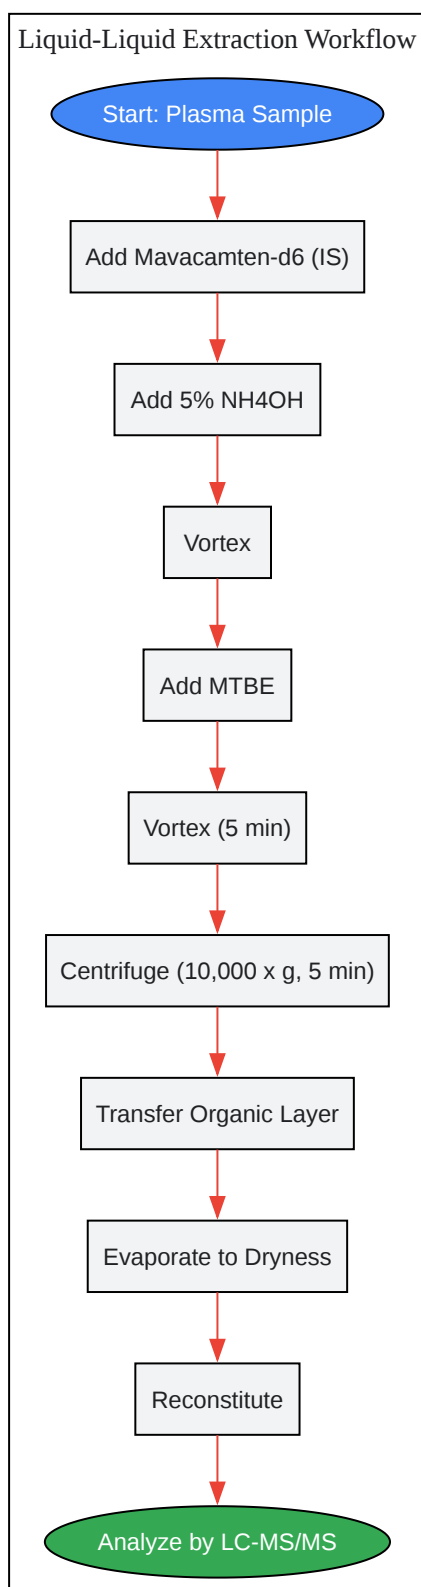 Liquid-Liquid Extraction Workflow
Start: Plasma Sample
Add Mavacamten-d6 (IS)
Add 5% NH4OH
Vortex
Add MTBE
Vortex (5 min)
Centrifuge (10,000 x g, 5 min)
Transfer Organic Layer
Evaporate to Dryness
Reconstitute
Analyze by LC-MS/MS